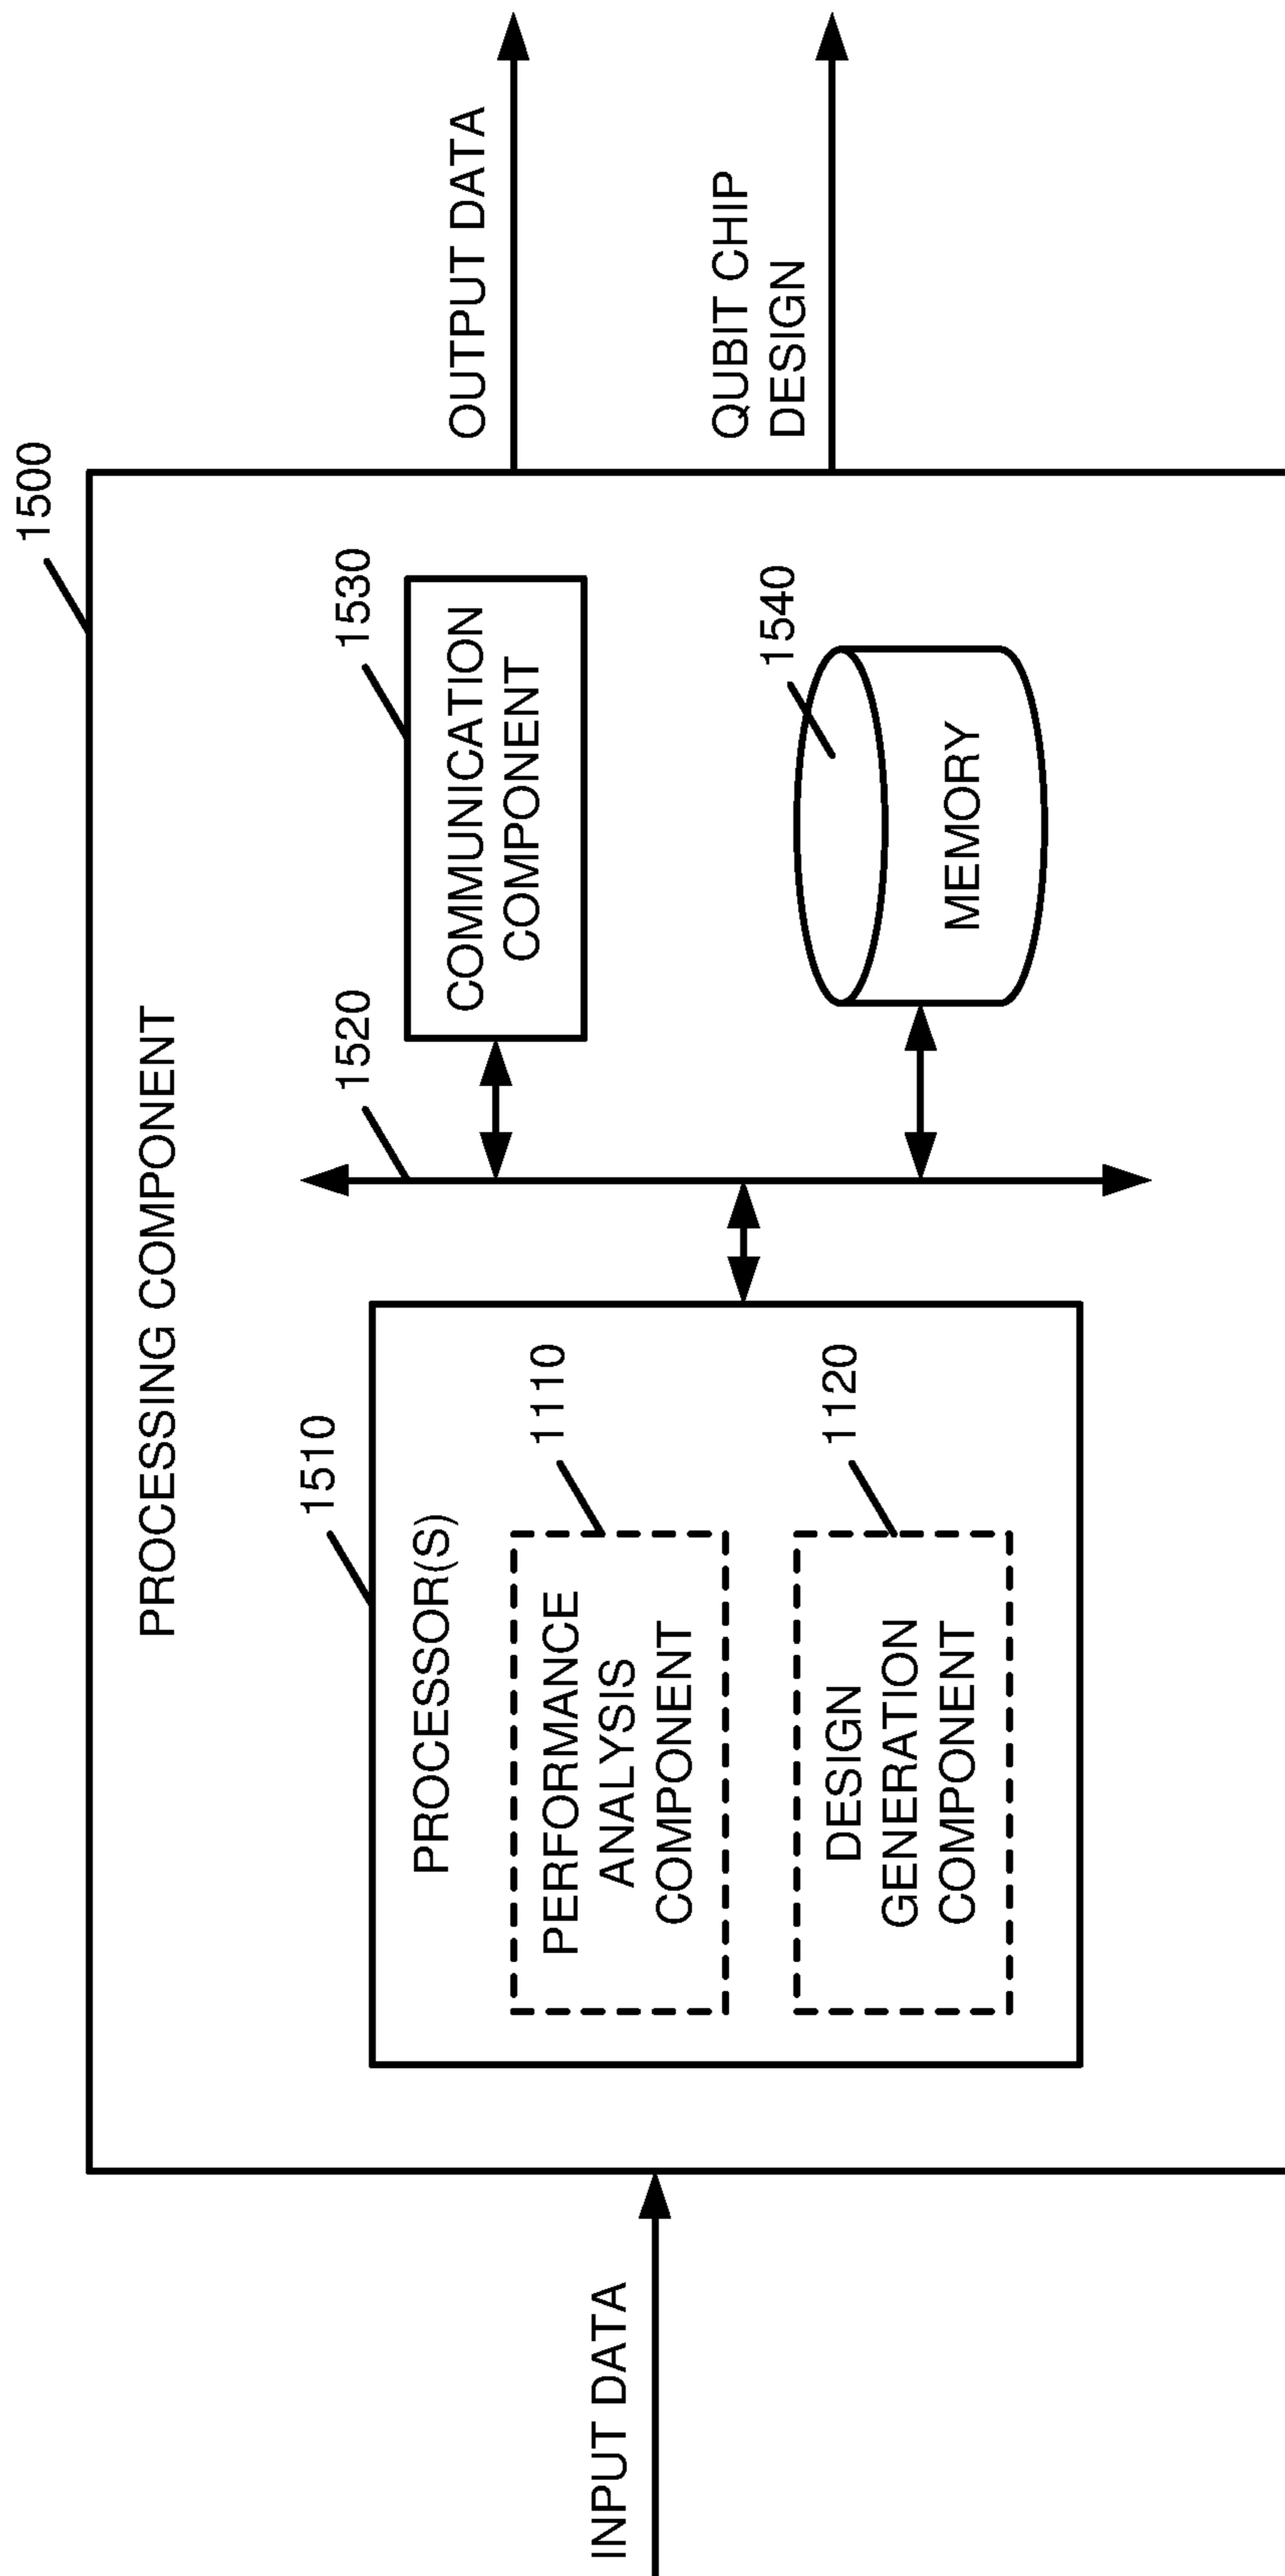 1500
PROCESSING COMPONENT
1510
PROCESSOR(S)
1110
PERFORMANCE
ANALYSIS
COMPONENT
1120
DESIGN
GENERATION
COMPONENT
1520
1530
COMMUNICATION
COMPONENT
1540
MEMORY
INPUT DATA
OUTPUT DATA
QUBIT CHIP
DESIGN